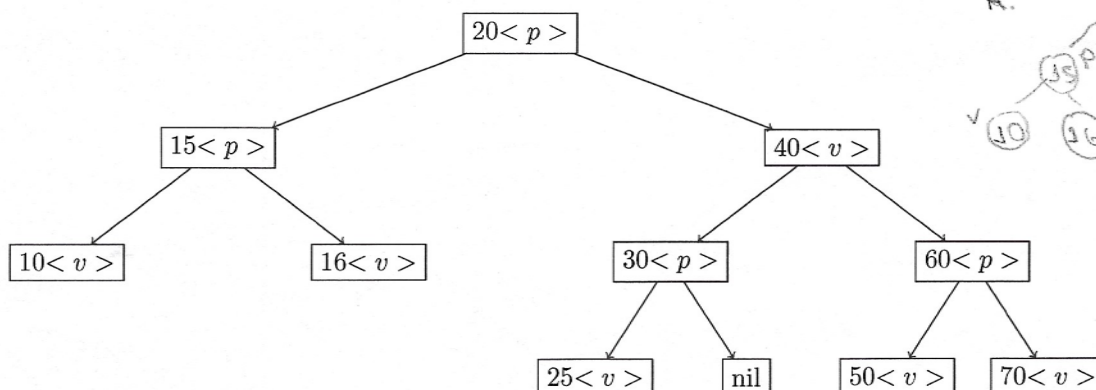 20< p >
15< p >
40< v >
10< v >
16< v >
30< p >
60< p >
25< v >
nil
50< v >
70< v >